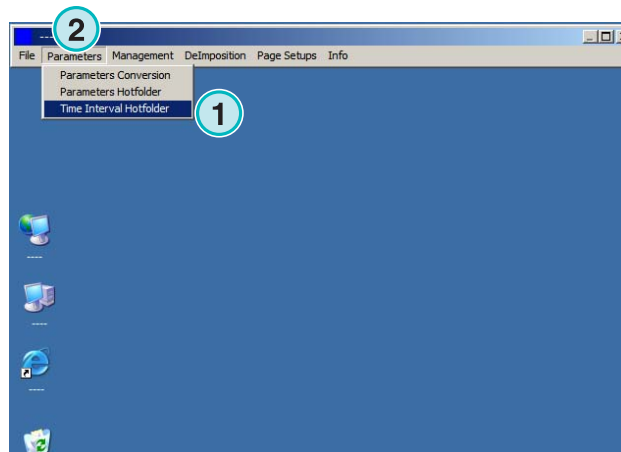 ----
2
File Parameters Management DeImposition Page Setups Info
Parameters Conversion
Parameters Hotfolder
Time Interval Hotfolder
1
----
----
----